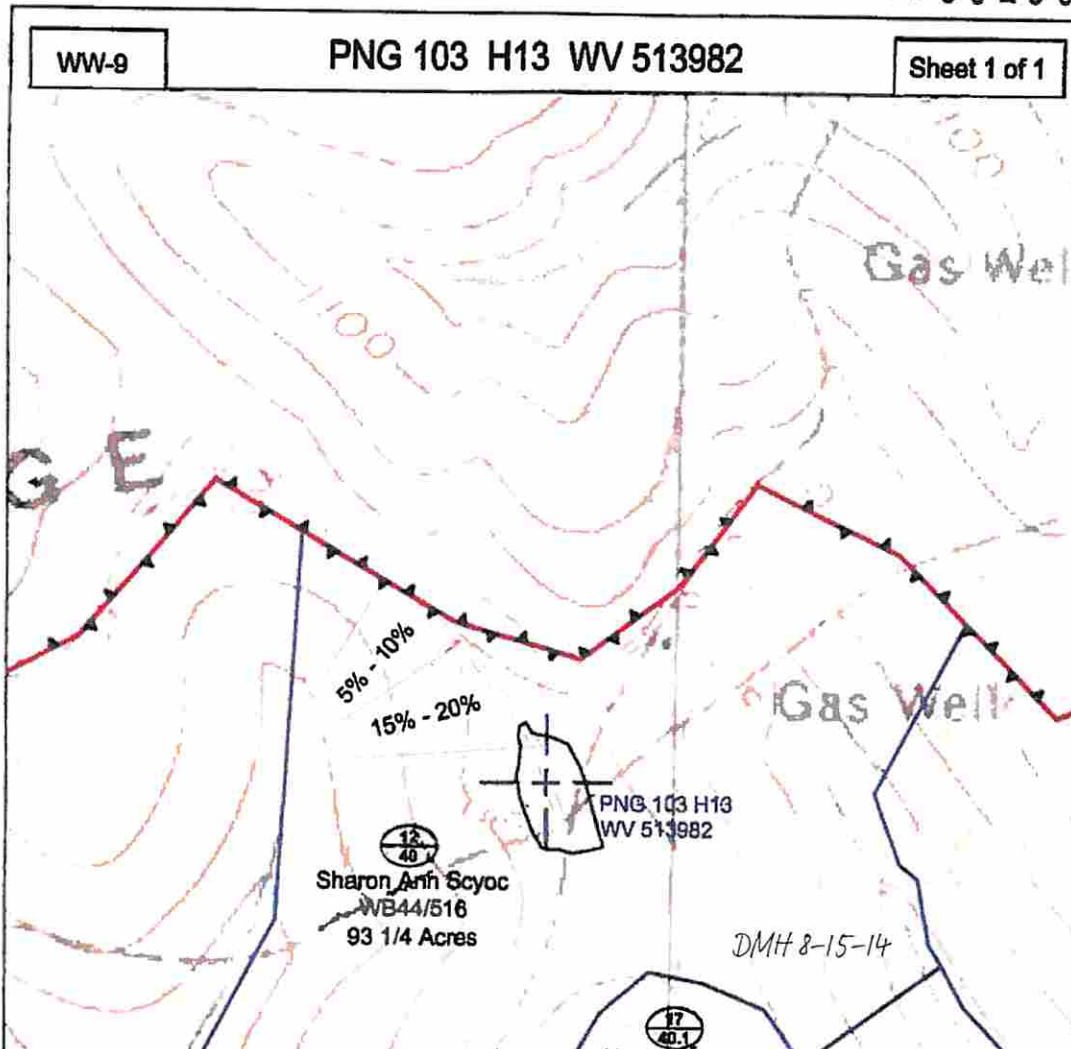 WW-9
PNG 103 H13 WV 513982
Sheet 1 of 1
1100
100
Gas Wel
G E
5% - 10%
15% - 20%
Gas Well
PNG 103 H13
WV 513982
12
40
Sharon Ann Scyoc
WB44/516
93 1/4 Acres
DMH 8-15-14
17
40.1